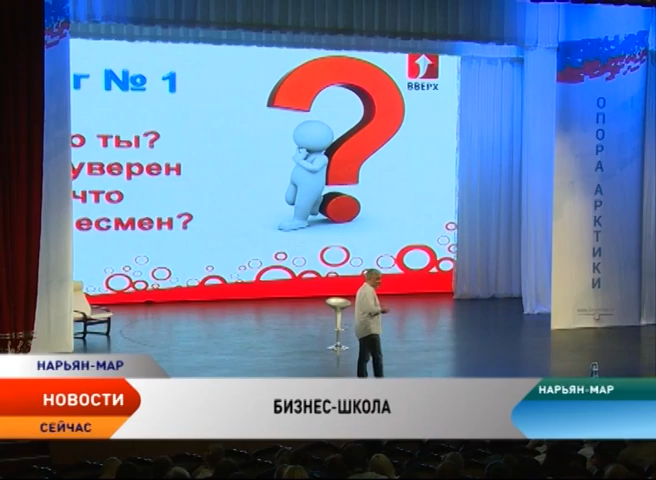 г № 1
ВВЕРХ
о ты?
уверен
что
есмен?
ОПОРА АРКТИКИ
НАРЬЯН-МАР
НОВОСТИ
СЕЙЧАС
БИЗНЕС-ШКОЛА
НАРЬЯН-МАР